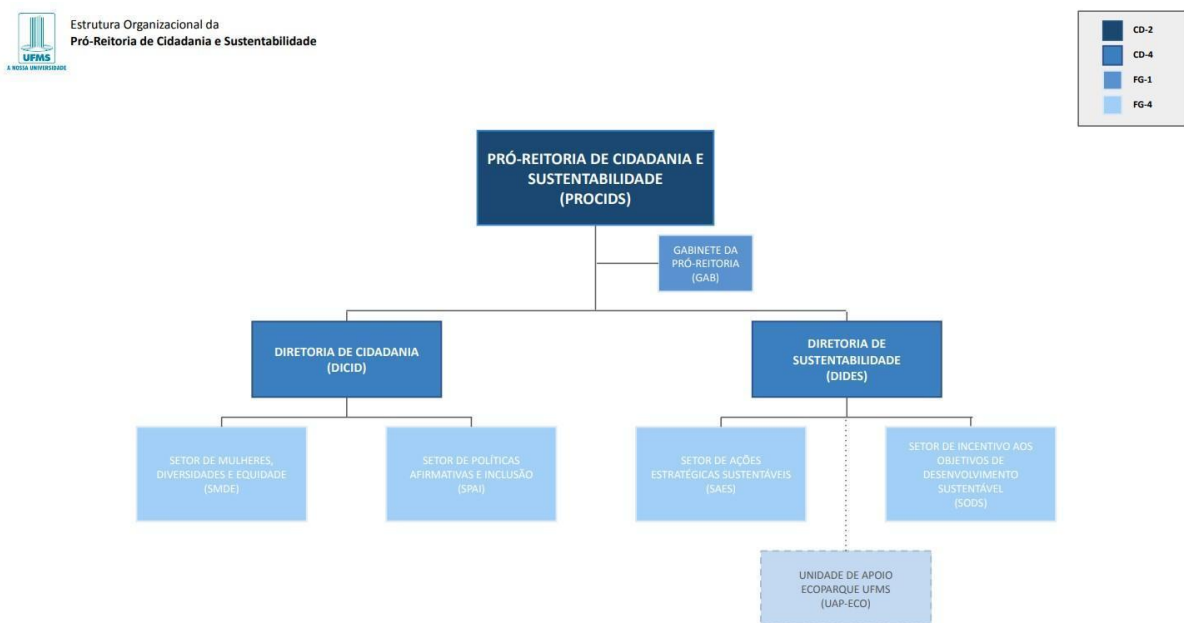 UFMS
A NOSSA UNIVERSIDADE
Estrutura Organizacional da
Pró-Reitoria de Cidadania e Sustentabilidade
CD-2
CD-4
FG-1
FG-4
PRÓ-REITORIA DE CIDADANIA E
SUSTENTABILIDADE
(PROCIDS)
GABINETE DA
PRÓ-REITORIA
(GAB)
DIRETORIA DE CIDADANIA
(DICID)
DIRETORIA DE
SUSTENTABILIDADE
(DIDES)
SETOR DE MULHERES,
DIVERSIDADES E EQUIDADE
(SMDE)
SETOR DE POLÍTICAS
AFIRMATIVAS E INCLUSÃO
(SPAI)
SETOR DE AÇÕES
ESTRATÉGICAS SUSTENTÁVEIS
(SAES)
SETOR DE INCENTIVO AOS
OBJETIVOS DE
DESENVOLVIMENTO
SUSTENTÁVEL
(SODS)
UNIDADE DE APOIO
ECOPARQUE UFMS
(UAP-ECO)